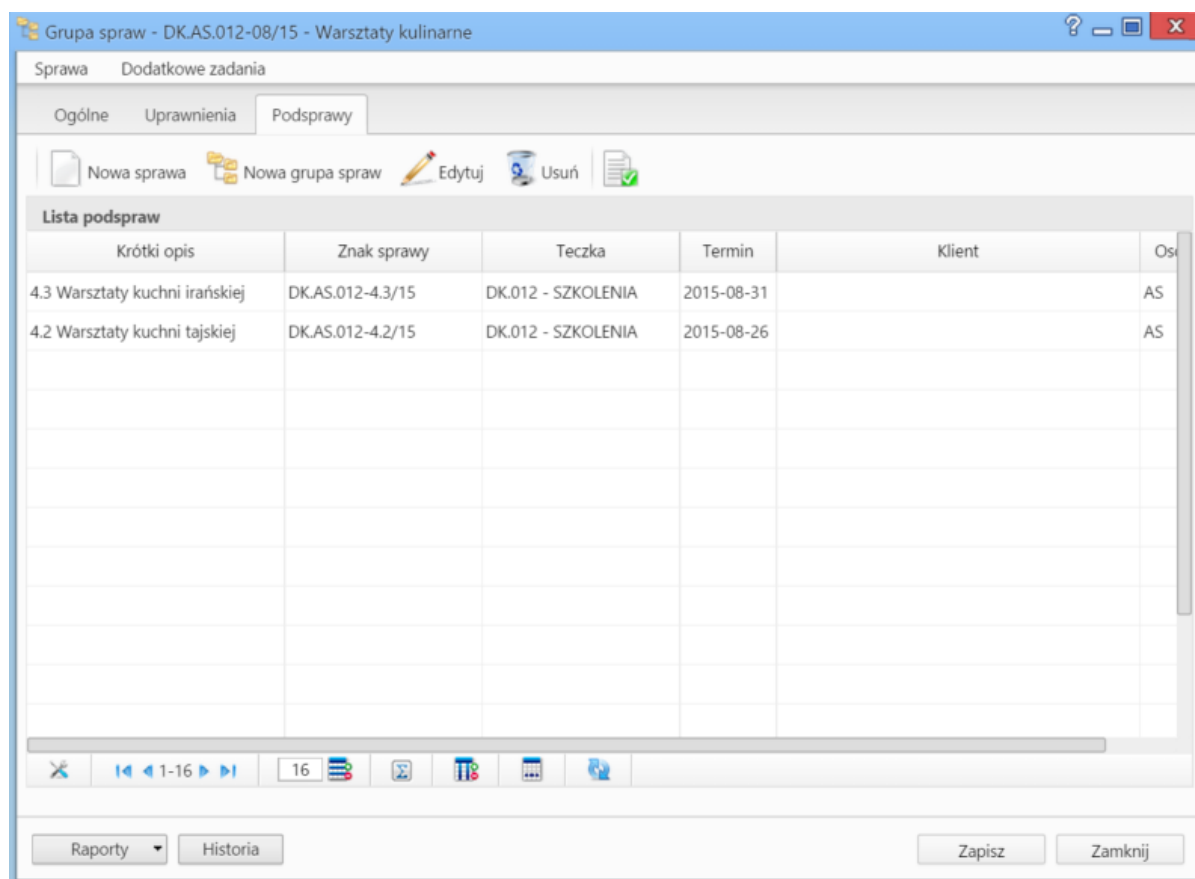 Grupa spraw - DK.AS.012-08/15 - Warsztaty kulinarne
Sprawa Dodatkowe zadania
Ogólne Uprawnienia Podsprawy
Nowa sprawa Nowa grupa spraw Edytuj Usuń
Lista podspraw
Krótki opis Znak sprawy Teczka Termin Klient Oso
4.3 Warsztaty kuchni irańskiej DK.AS.012-4.3/15 DK.012 - SZKOLENIA 2015-08-31 AS
4.2 Warsztaty kuchni tajskiej DK.AS.012-4.2/15 DK.012 - SZKOLENIA 2015-08-26 AS
1-16 16
Raporty Historia Zapisz Zamknij